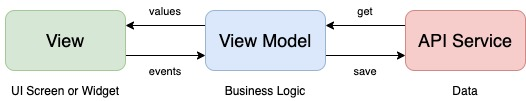 values
get
View
View Model
API Service
events
save
UI Screen or Widget
Business Logic
Data